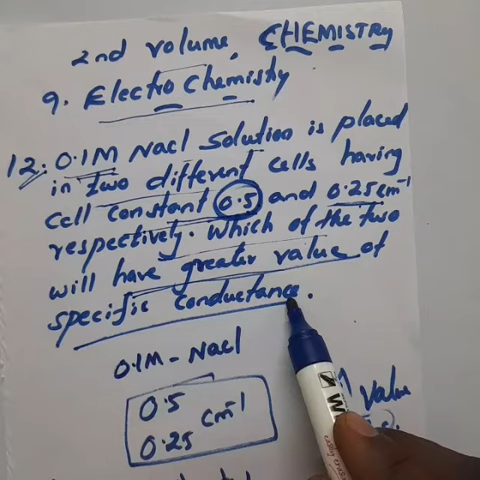 2nd volume, CHEMISTRY
9. Electro Chemistry
12. 0.1M Nacl Solution is placed
in two different cells having
cell constant 0.5 and 0.25cm⁻¹
respectively. Which of the two
will have greater value of
specific conductance.
0.1M - Nacl
0.5
0.25 cm⁻¹
value